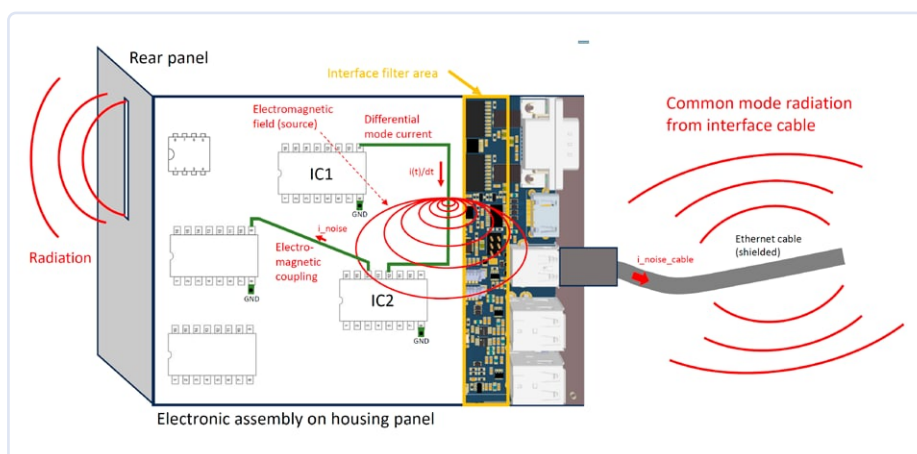 Rear panel
Interface filter area
Electromagnetic
field (source)
Differential
mode current
Common mode radiation
from interface cable
IC1
i(t)/dt
GND
i_noise
Electro-
magnetic
coupling
Radiation
GND
IC2
GND
Ethernet cable
(shielded)
i_noise_cable
Electronic assembly on housing panel